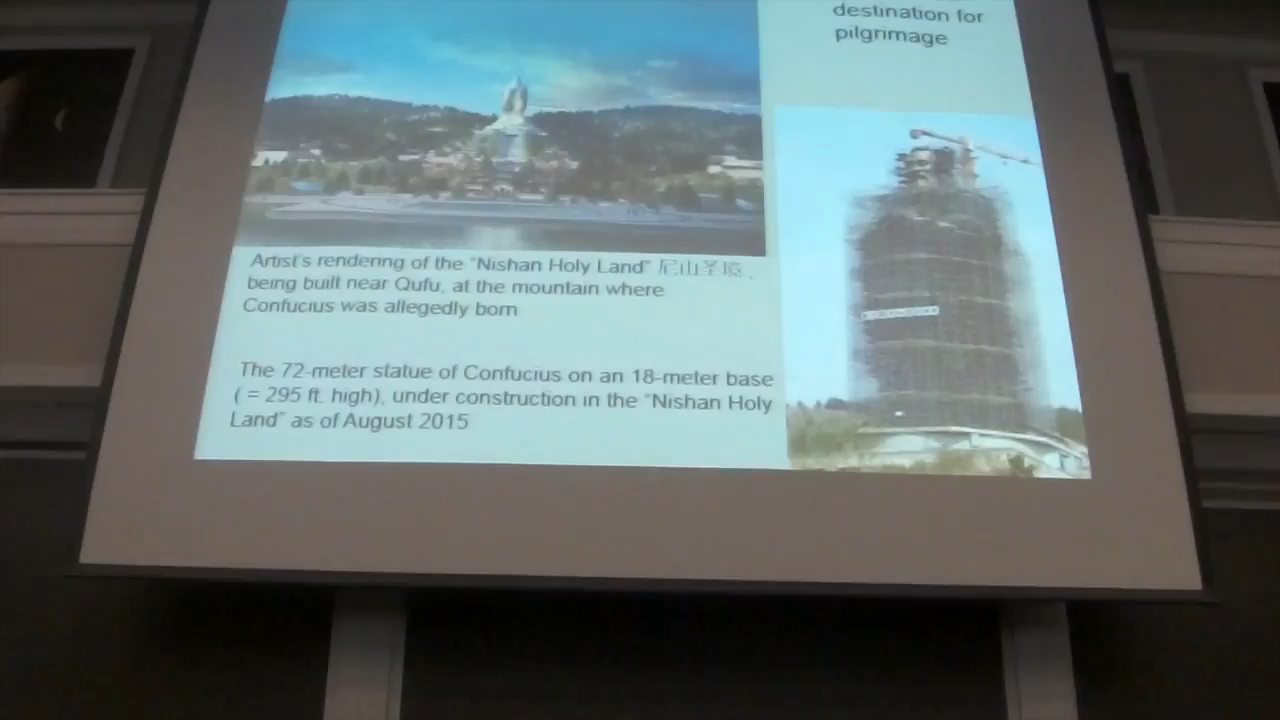 destination for
pilgrimage
Artist's rendering of the "Nishan Holy Land" 尼山圣境,
being built near Qufu, at the mountain where
Confucius was allegedly born
The 72-meter statue of Confucius on an 18-meter base
( = 295 ft. high), under construction in the "Nishan Holy
Land" as of August 2015